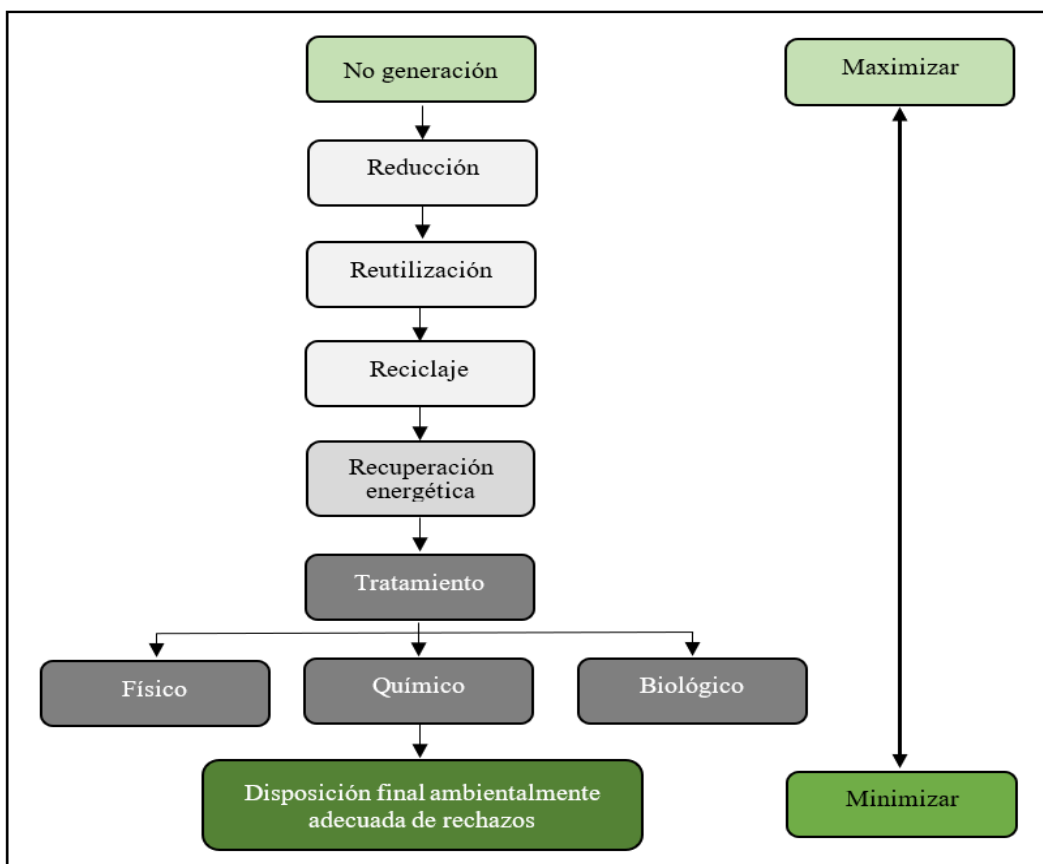 No generación
Maximizar
Reducción
Reutilización
Reciclaje
Recuperación
energética
Tratamiento
Físico
Químico
Biológico
Disposición final ambientalmente
adecuada de rechazos
Minimizar